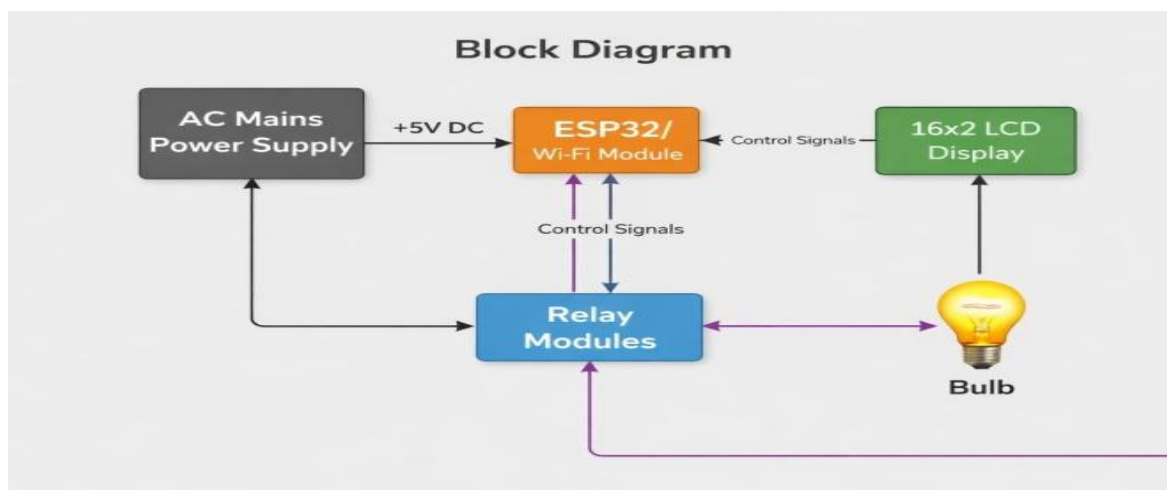 Block Diagram
AC Mains
Power Supply
+5V DC
ESP32/
Wi-Fi Module
Control Signals
16x2 LCD
Display
Control Signals
Relay
Modules
Bulb